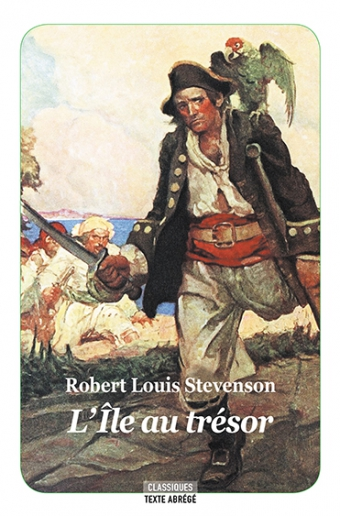 Robert Louis Stevenson
L'Île au trésor
CLASSIQUES
TEXTE ABRÉGÉ